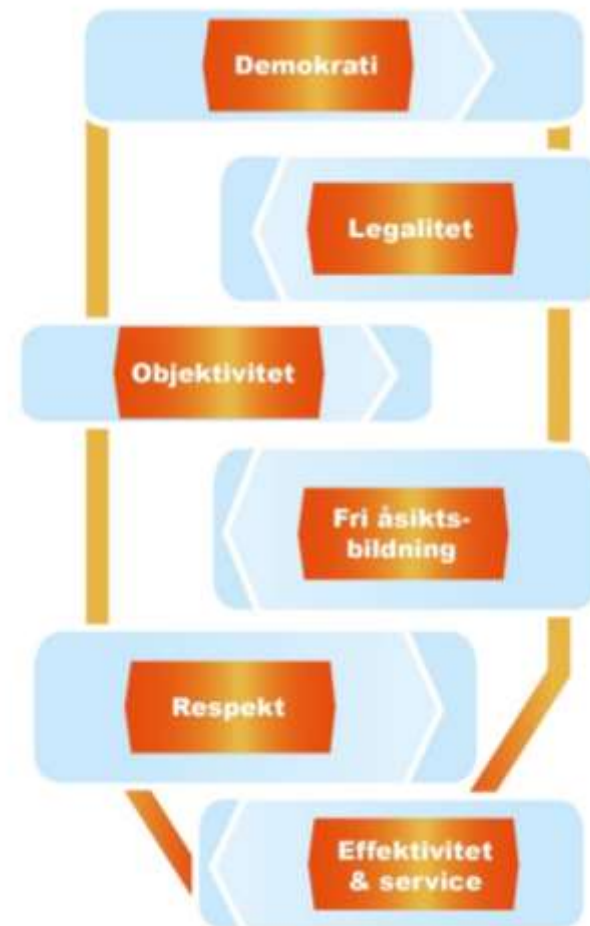 Demokrati
Legalitet
Objektivitet
Fri åsikts-
bildning
Respekt
Effektivitet
& service